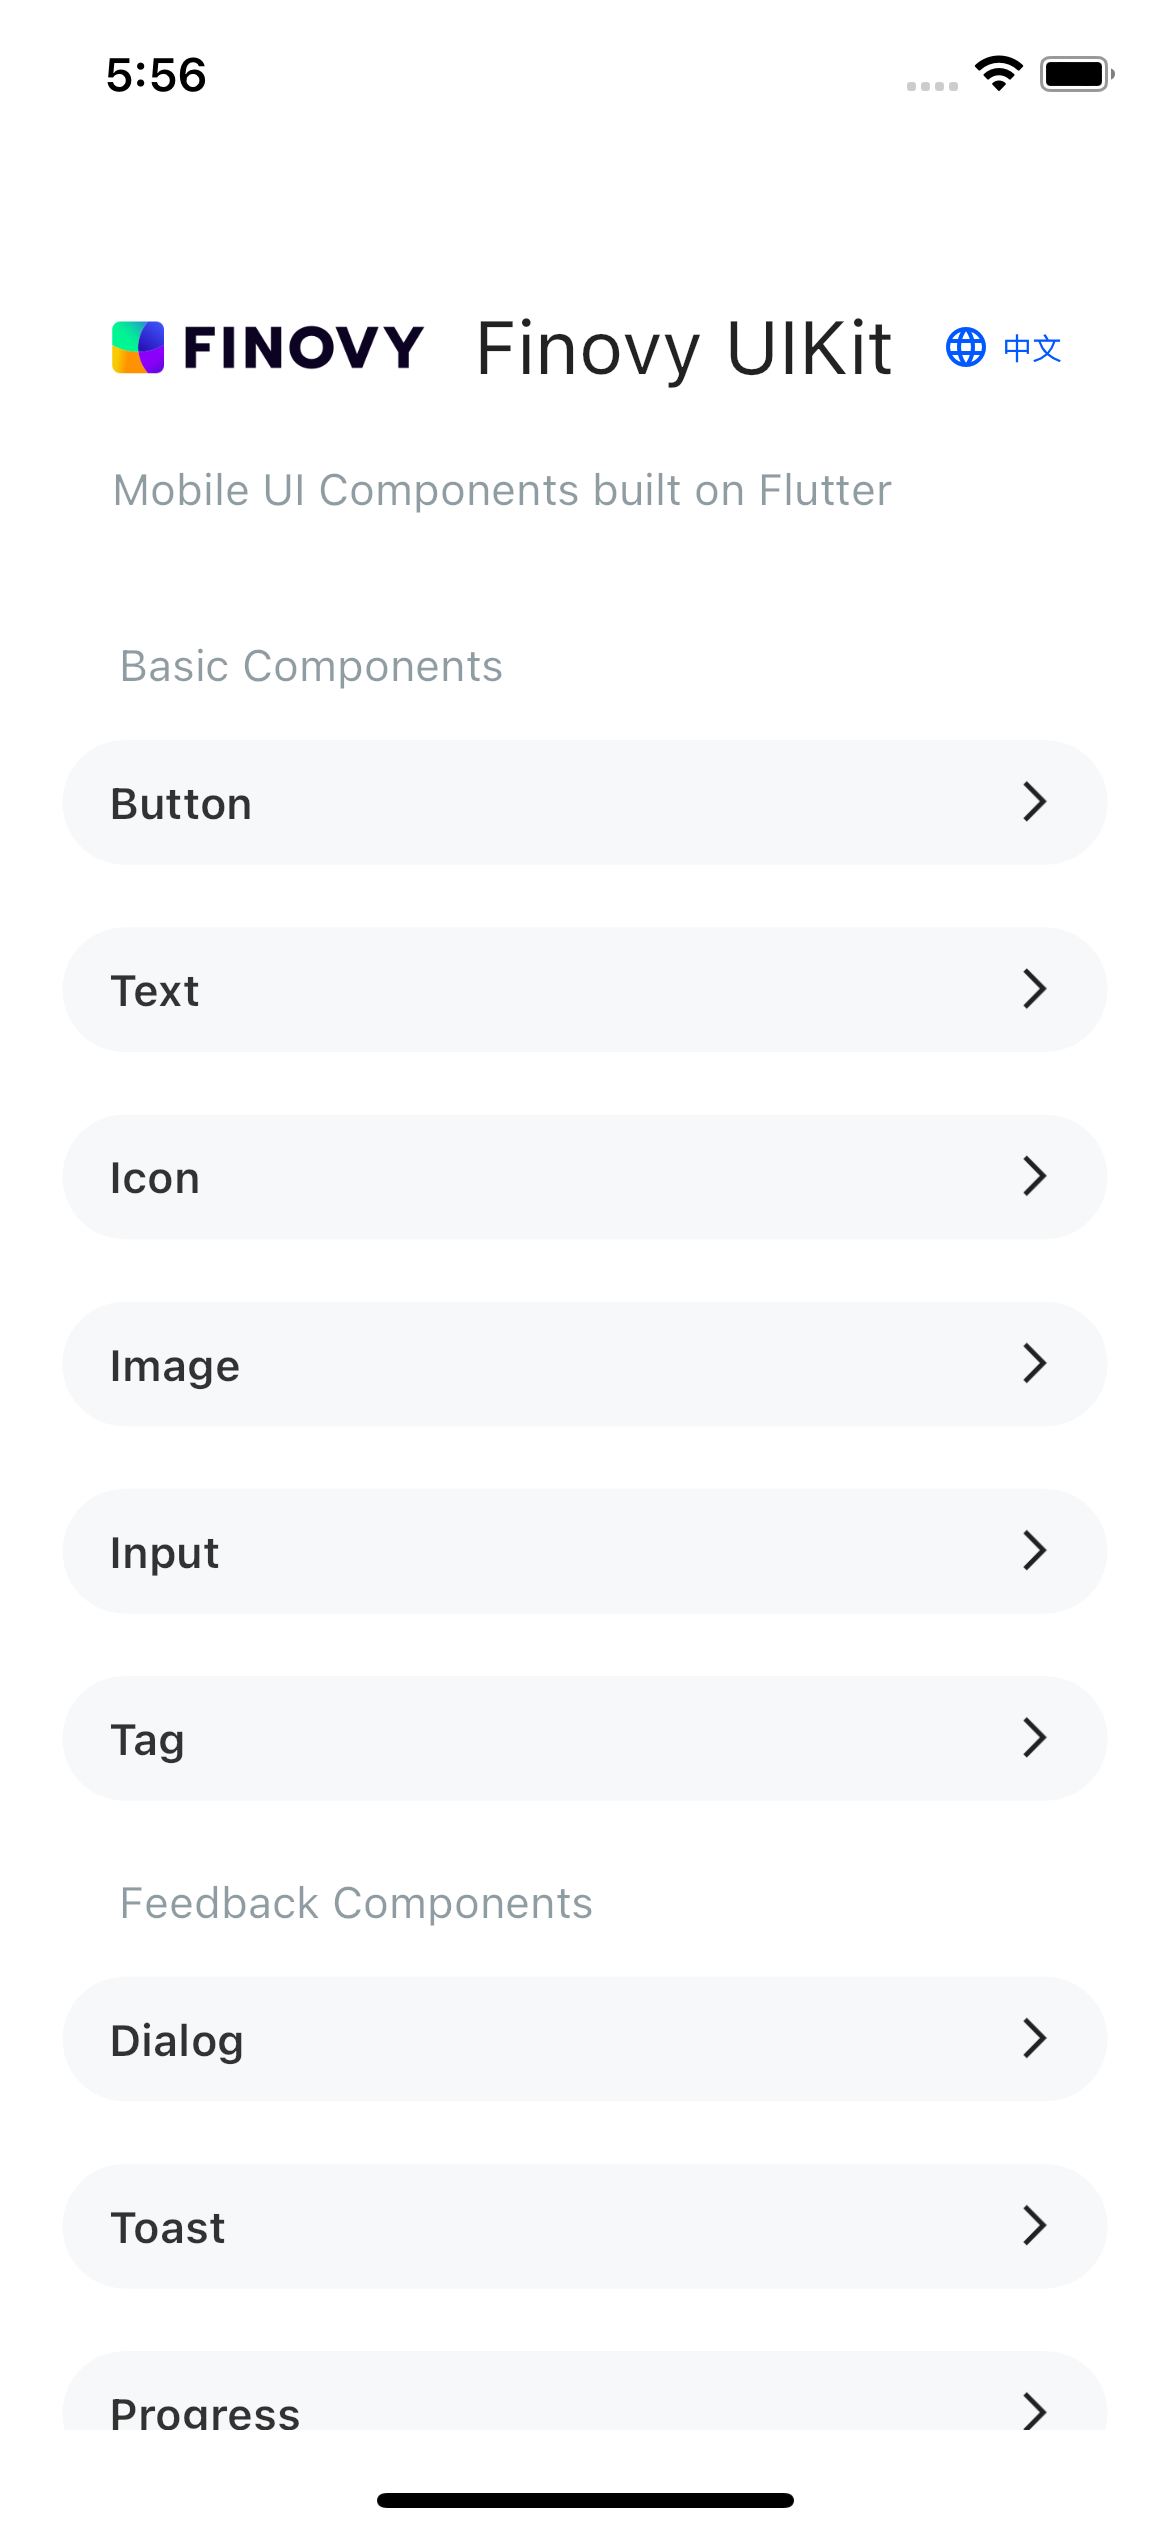 5:56
FINOVY Finovy UIKit 中文
Mobile UI Components built on Flutter
Basic Components
Button
Text
Icon
Image
Input
Tag
Feedback Components
Dialog
Toast
Progress